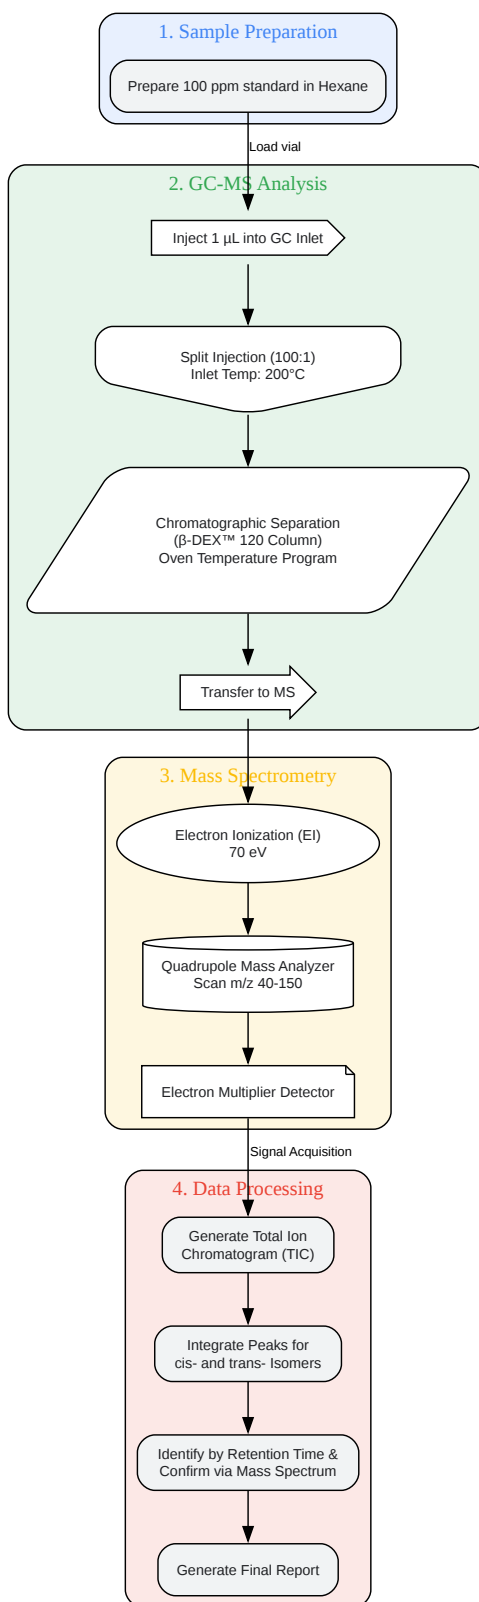 1. Sample Preparation
Prepare 100 ppm standard in Hexane
Load vial
2. GC-MS Analysis
Inject 1 µL into GC Inlet
Split Injection (100:1)
Inlet Temp: 200°C
Chromatographic Separation
(β-DEX™ 120 Column)
Oven Temperature Program
Transfer to MS
3. Mass Spectrometry
Electron Ionization (EI)
70 eV
Quadrupole Mass Analyzer
Scan m/z 40-150
Electron Multiplier Detector
Signal Acquisition
4. Data Processing
Generate Total Ion
Chromatogram (TIC)
Integrate Peaks for
cis- and trans- Isomers
Identify by Retention Time &
Confirm via Mass Spectrum
Generate Final Report